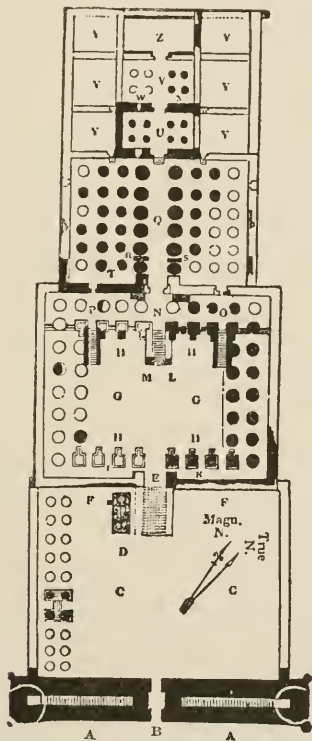 V Z V
V V V
W X
V U V
Q
R S
T
P N O
H H
M L
G G
H H
I K
E
F F
Magn.
N.
True
N.
D
C C
A B A